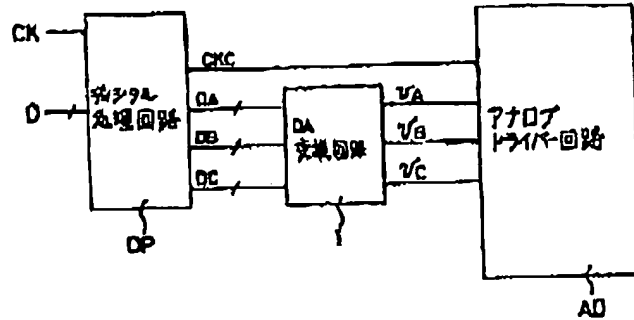 CK
D
ディジタル
処理回路
DP
CKC
DA
DB
DC
DA
変換回路
1
VA
VB
VC
アナログ
ドライバー回路
AD